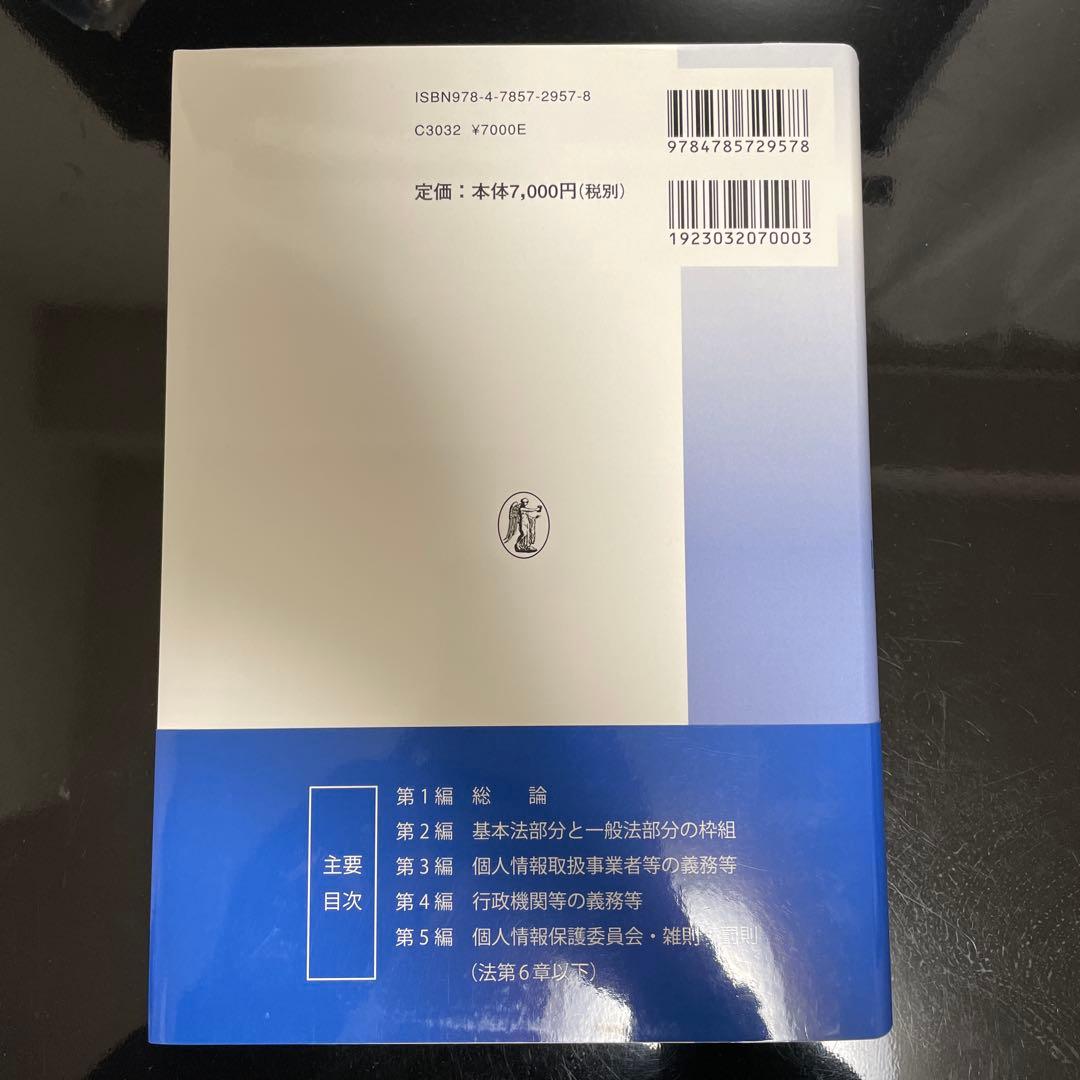 ISBN978-4-7857-2957-8
C3032 ¥7000E
定価：本体7,000円(税別)
9784785729578
1923032070003
主要
目次
第1編 総　論
第2編 基本法部分と一般法部分の枠組
第3編 個人情報取扱事業者等の義務等
第4編 行政機関等の義務等
第5編 個人情報保護委員会・雑則・罰則
（法第6章以下）